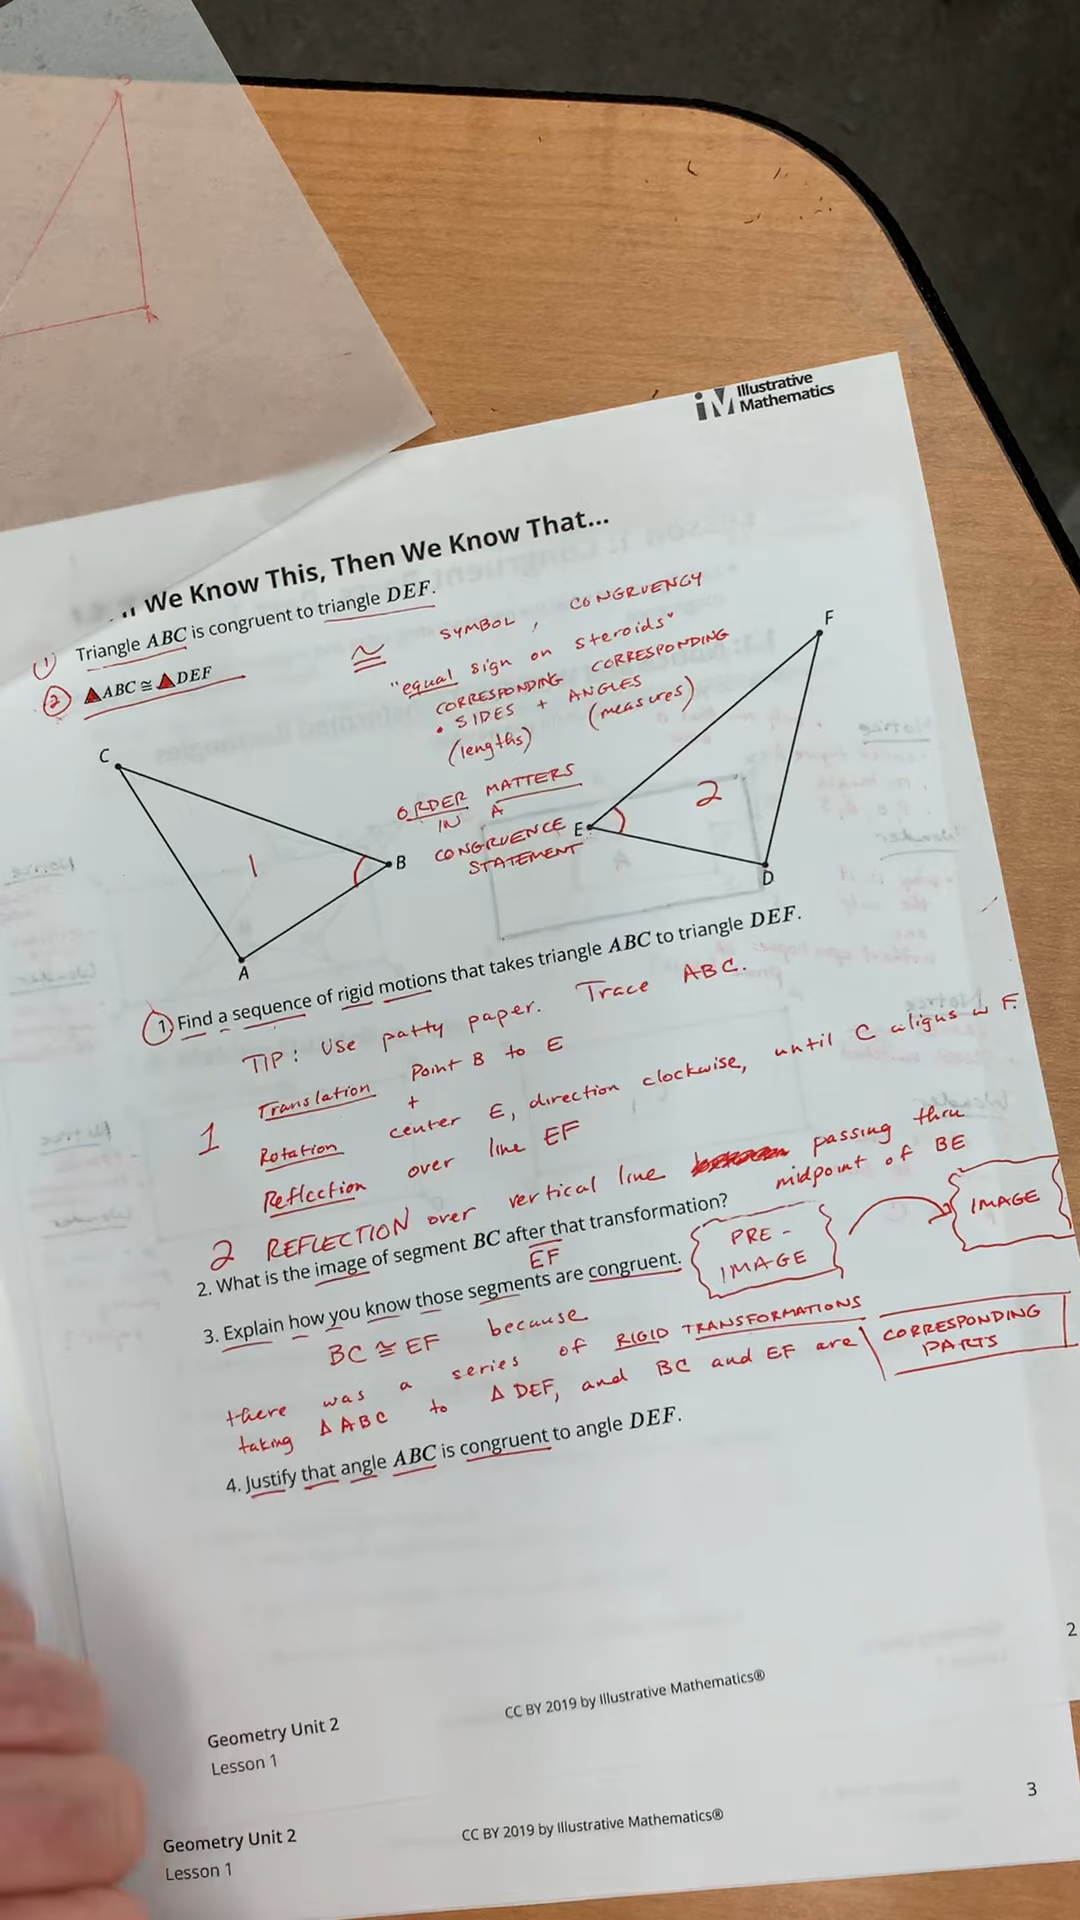 Illustrative
Mathematics
We Know This, Then We Know That...
① Triangle ABC is congruent to triangle DEF.
② ▲ABC ≅ ▲DEF
≅ SYMBOL, CONGRUENCY
"equal sign on steroids"
CORRESPONDING CORRESPONDING
• SIDES + ANGLES
(lengths) (measures)
ORDER MATTERS
IN A
CONGRUENCE
STATEMENT
C
B
A
1
F
E
D
2
1. Find a sequence of rigid motions that takes triangle ABC to triangle DEF.
TIP: Use patty paper. Trace ABC.
1 Translation Point B to E
+
Rotation center E, direction clockwise, until C aligns w F.
Reflection over line EF
2 REFLECTION over vertical line passing thru
midpoint of BE
2. What is the image of segment BC after that transformation?
EF
PRE-
IMAGE
IMAGE
3. Explain how you know those segments are congruent.
BC ≅ EF because
there was a series of RIGID TRANSFORMATIONS
taking △ABC to △DEF, and BC and EF are CORRESPONDING
PARTS
4. Justify that angle ABC is congruent to angle DEF.
2
Geometry Unit 2
Lesson 1
CC BY 2019 by Illustrative Mathematics®
3
Geometry Unit 2
Lesson 1
CC BY 2019 by Illustrative Mathematics®